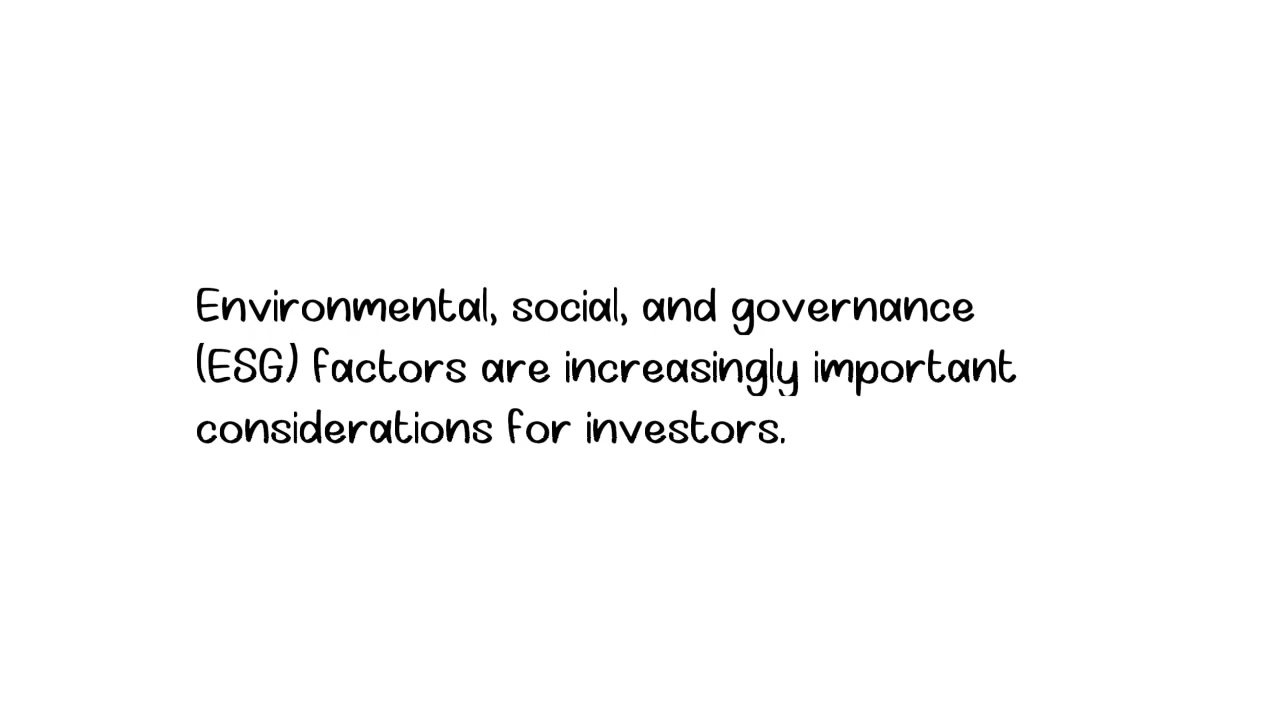 Environmental, social, and governance
(ESG) factors are increasingly important
considerations for investors.